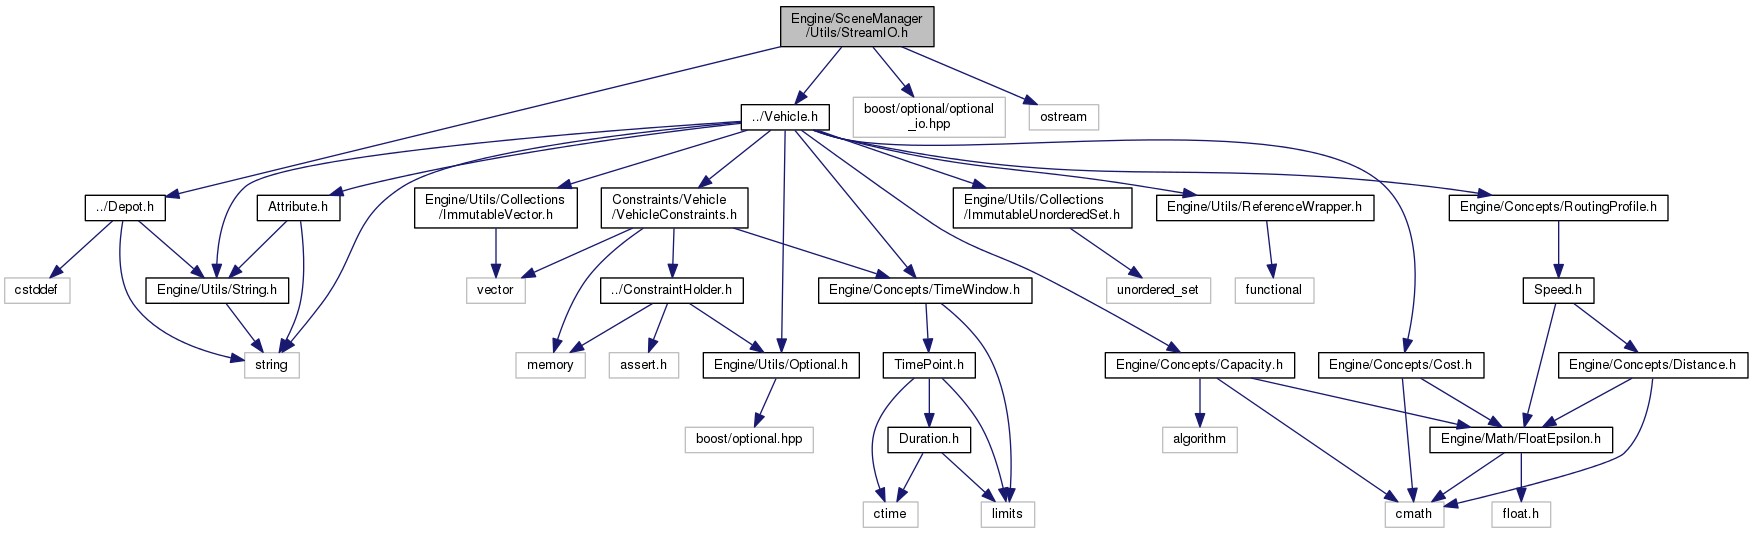 Engine/SceneManager
/Utils/StreamIO.h
../Vehicle.h
boost/optional/optional
_io.hpp
ostream
../Depot.h
Attribute.h
Engine/Utils/Collections
/ImmutableVector.h
Constraints/Vehicle
/VehicleConstraints.h
Engine/Utils/Collections
/ImmutableUnorderedSet.h
Engine/Utils/ReferenceWrapper.h
Engine/Concepts/RoutingProfile.h
cstddef
Engine/Utils/String.h
vector
../ConstraintHolder.h
Engine/Concepts/TimeWindow.h
unordered_set
functional
Speed.h
string
memory
assert.h
Engine/Utils/Optional.h
TimePoint.h
Engine/Concepts/Capacity.h
Engine/Concepts/Cost.h
Engine/Concepts/Distance.h
boost/optional.hpp
Duration.h
algorithm
Engine/Math/FloatEpsilon.h
ctime
limits
cmath
float.h